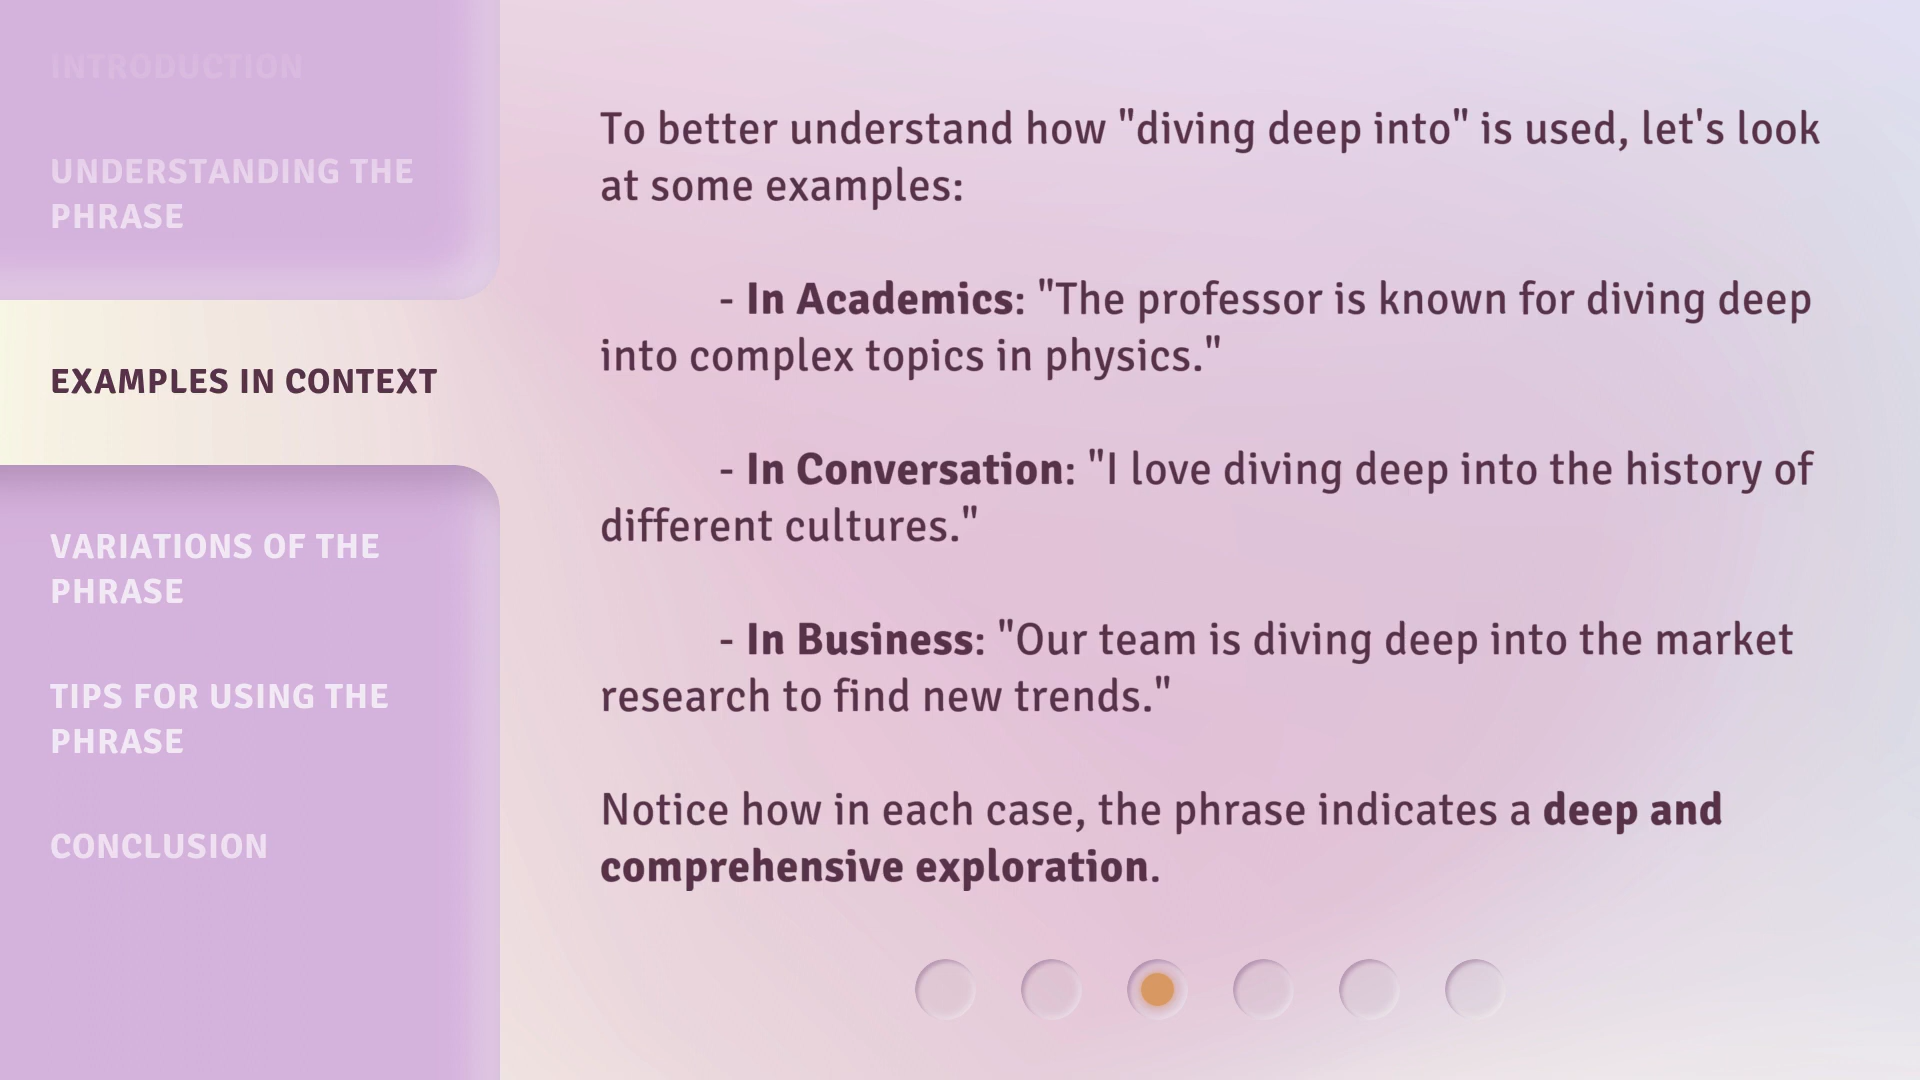 INTRODUCTION
UNDERSTANDING THE
PHRASE
EXAMPLES IN CONTEXT
VARIATIONS OF THE
PHRASE
TIPS FOR USING THE
PHRASE
CONCLUSION
To better understand how "diving deep into" is used, let's look
at some examples:
- In Academics: "The professor is known for diving deep
into complex topics in physics."
- In Conversation: "I love diving deep into the history of
different cultures."
- In Business: "Our team is diving deep into the market
research to find new trends."
Notice how in each case, the phrase indicates a deep and
comprehensive exploration.